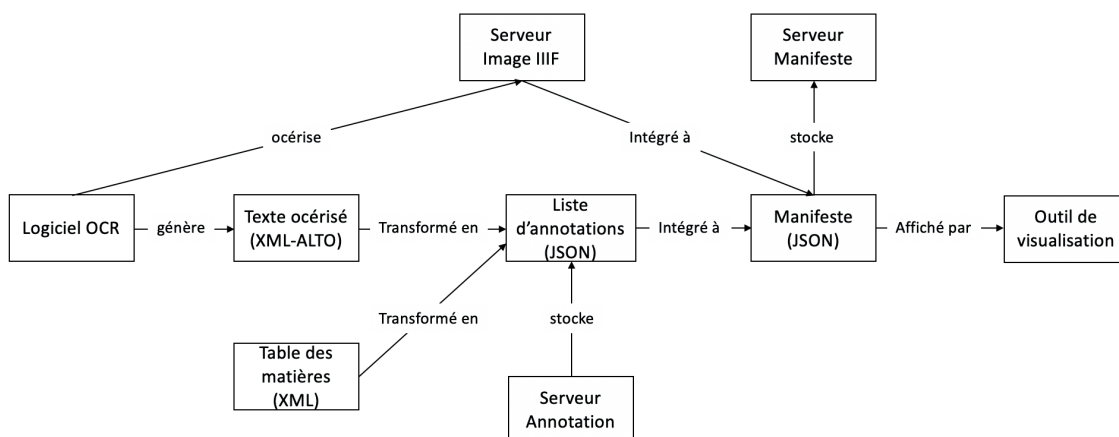 Serveur
Image IIIF
Serveur
Manifeste
océrise
Intégré à
stocke
Logiciel OCR
génère
Texte océrisé
(XML-ALTO)
Transformé en
Liste
d’annotations
(JSON)
Intégré à
Manifeste
(JSON)
Affiché par
Outil de
visualisation
Transformé en
stocke
Table des
matières
(XML)
Serveur
Annotation